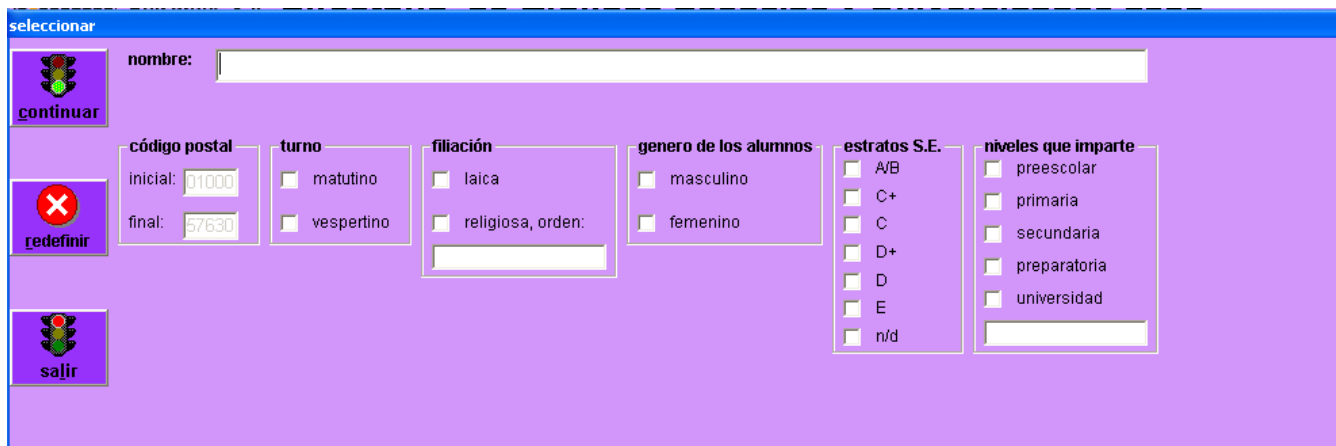 seleccionar
continuar
redefinir
salir
nombre:
código postal
inicial: 01000
final: 57630
turno
matutino
vespertino
filiación
laica
religiosa, orden:
genero de los alumnos
masculino
femenino
estratos S.E.
A/B
C+
C
D+
D
E
n/d
niveles que imparte
preescolar
primaria
secundaria
preparatoria
universidad